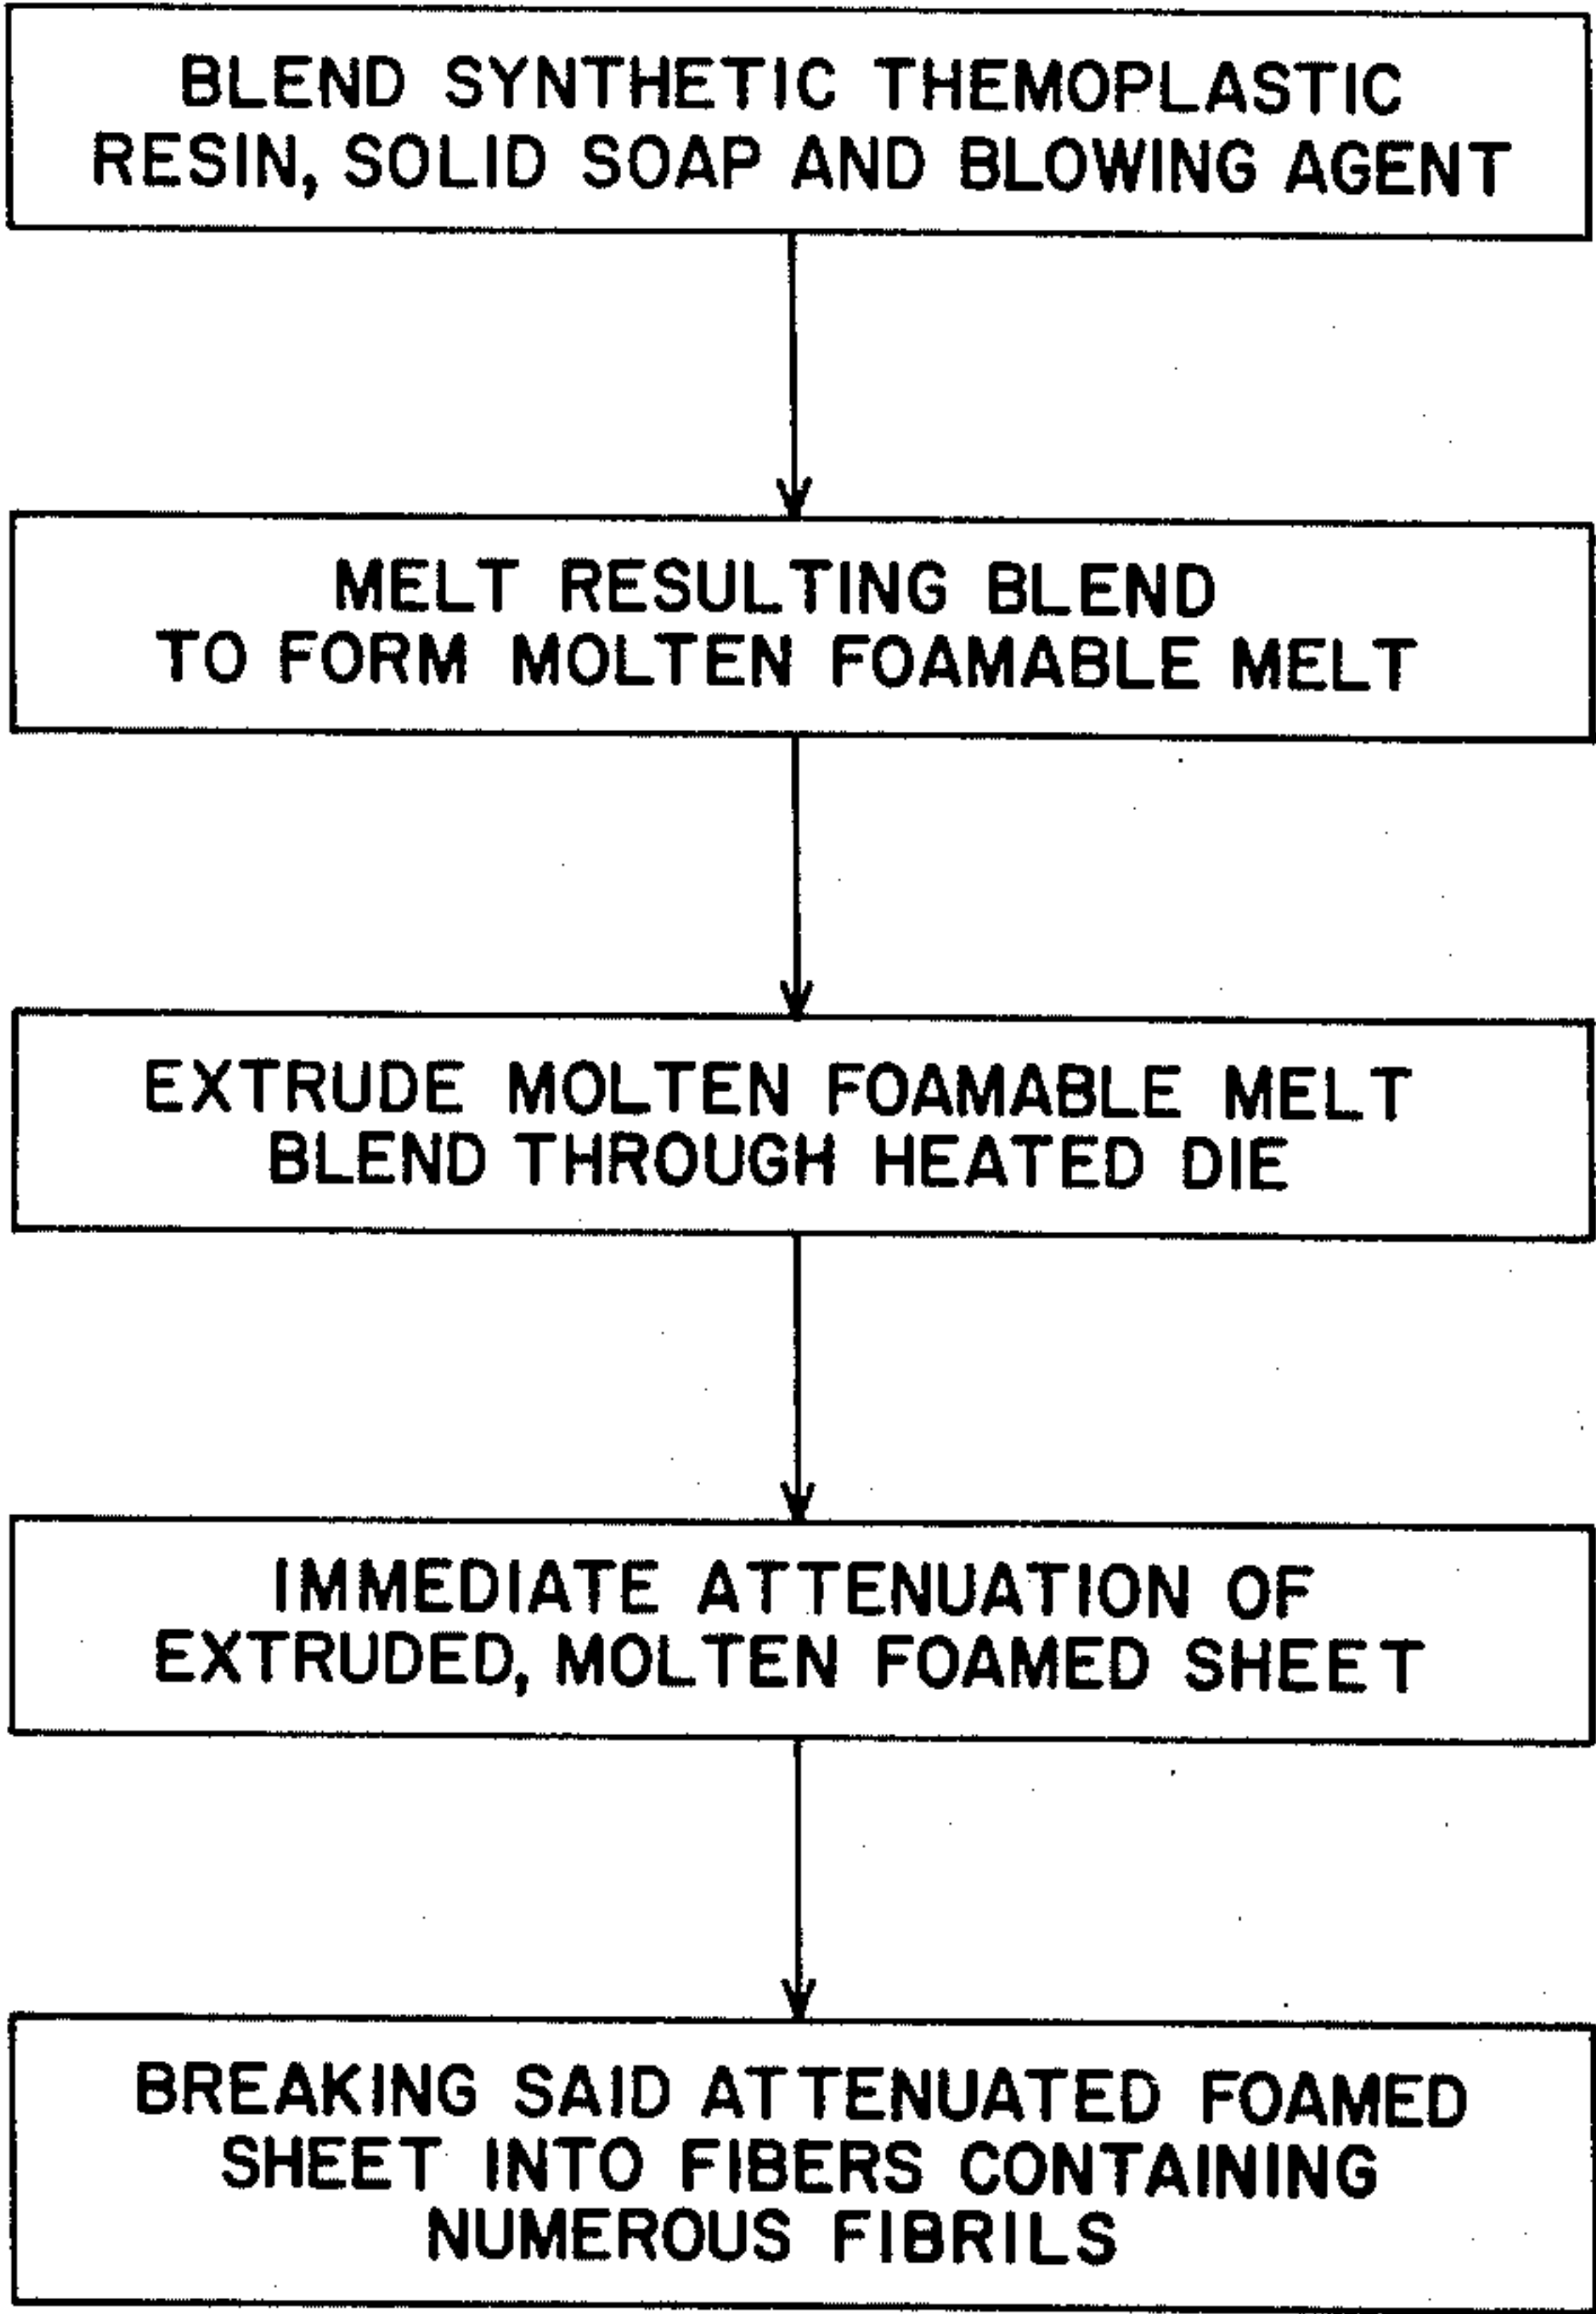 BLEND SYNTHETIC THEMOPLASTIC
RESIN, SOLID SOAP AND BLOWING AGENT
MELT RESULTING BLEND
TO FORM MOLTEN FOAMABLE MELT
EXTRUDE MOLTEN FOAMABLE MELT
BLEND THROUGH HEATED DIE
IMMEDIATE ATTENUATION OF
EXTRUDED, MOLTEN FOAMED SHEET
BREAKING SAID ATTENUATED FOAMED
SHEET INTO FIBERS CONTAINING
NUMEROUS FIBRILS